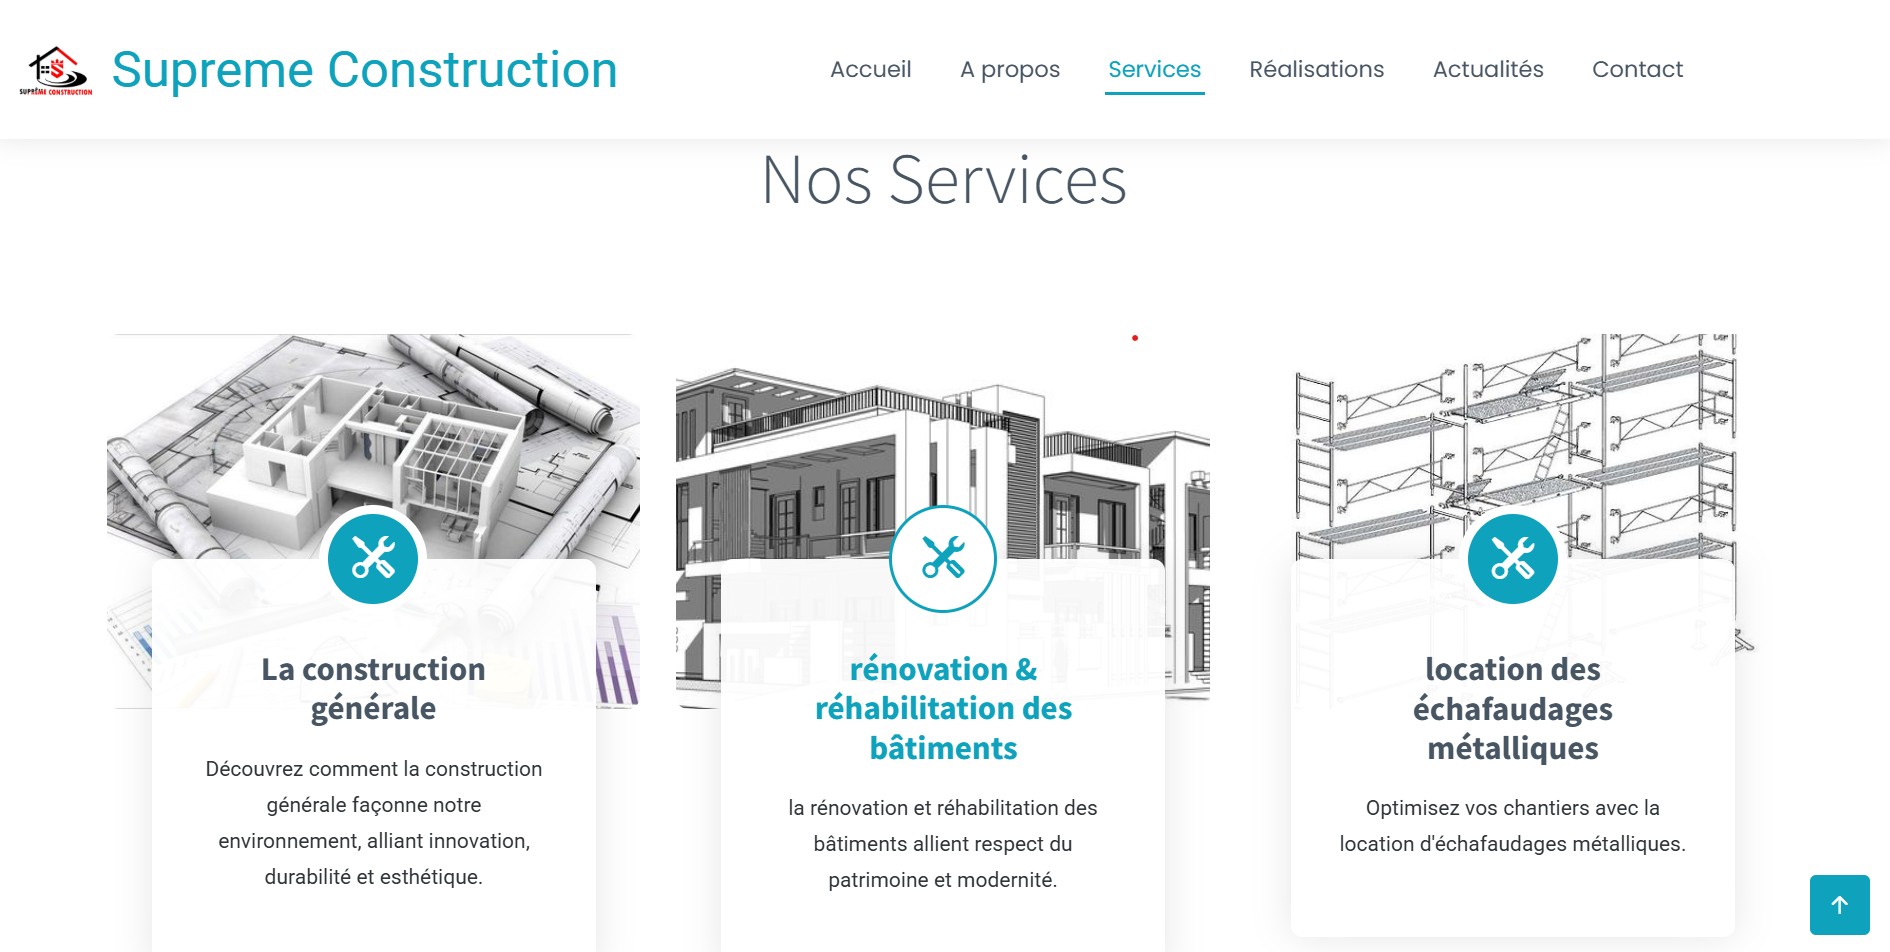 SUPRÊME CONSTRUCTION
Supreme Construction
Accueil
A propos
Services
Réalisations
Actualités
Contact
Nos Services
La construction
générale
Découvrez comment la construction
générale façonne notre
environnement, alliant innovation,
durabilité et esthétique.
rénovation &
réhabilitation des
bâtiments
la rénovation et réhabilitation des
bâtiments allient respect du
patrimoine et modernité.
location des
échafaudages
métalliques
Optimisez vos chantiers avec la
location d'échafaudages métalliques.